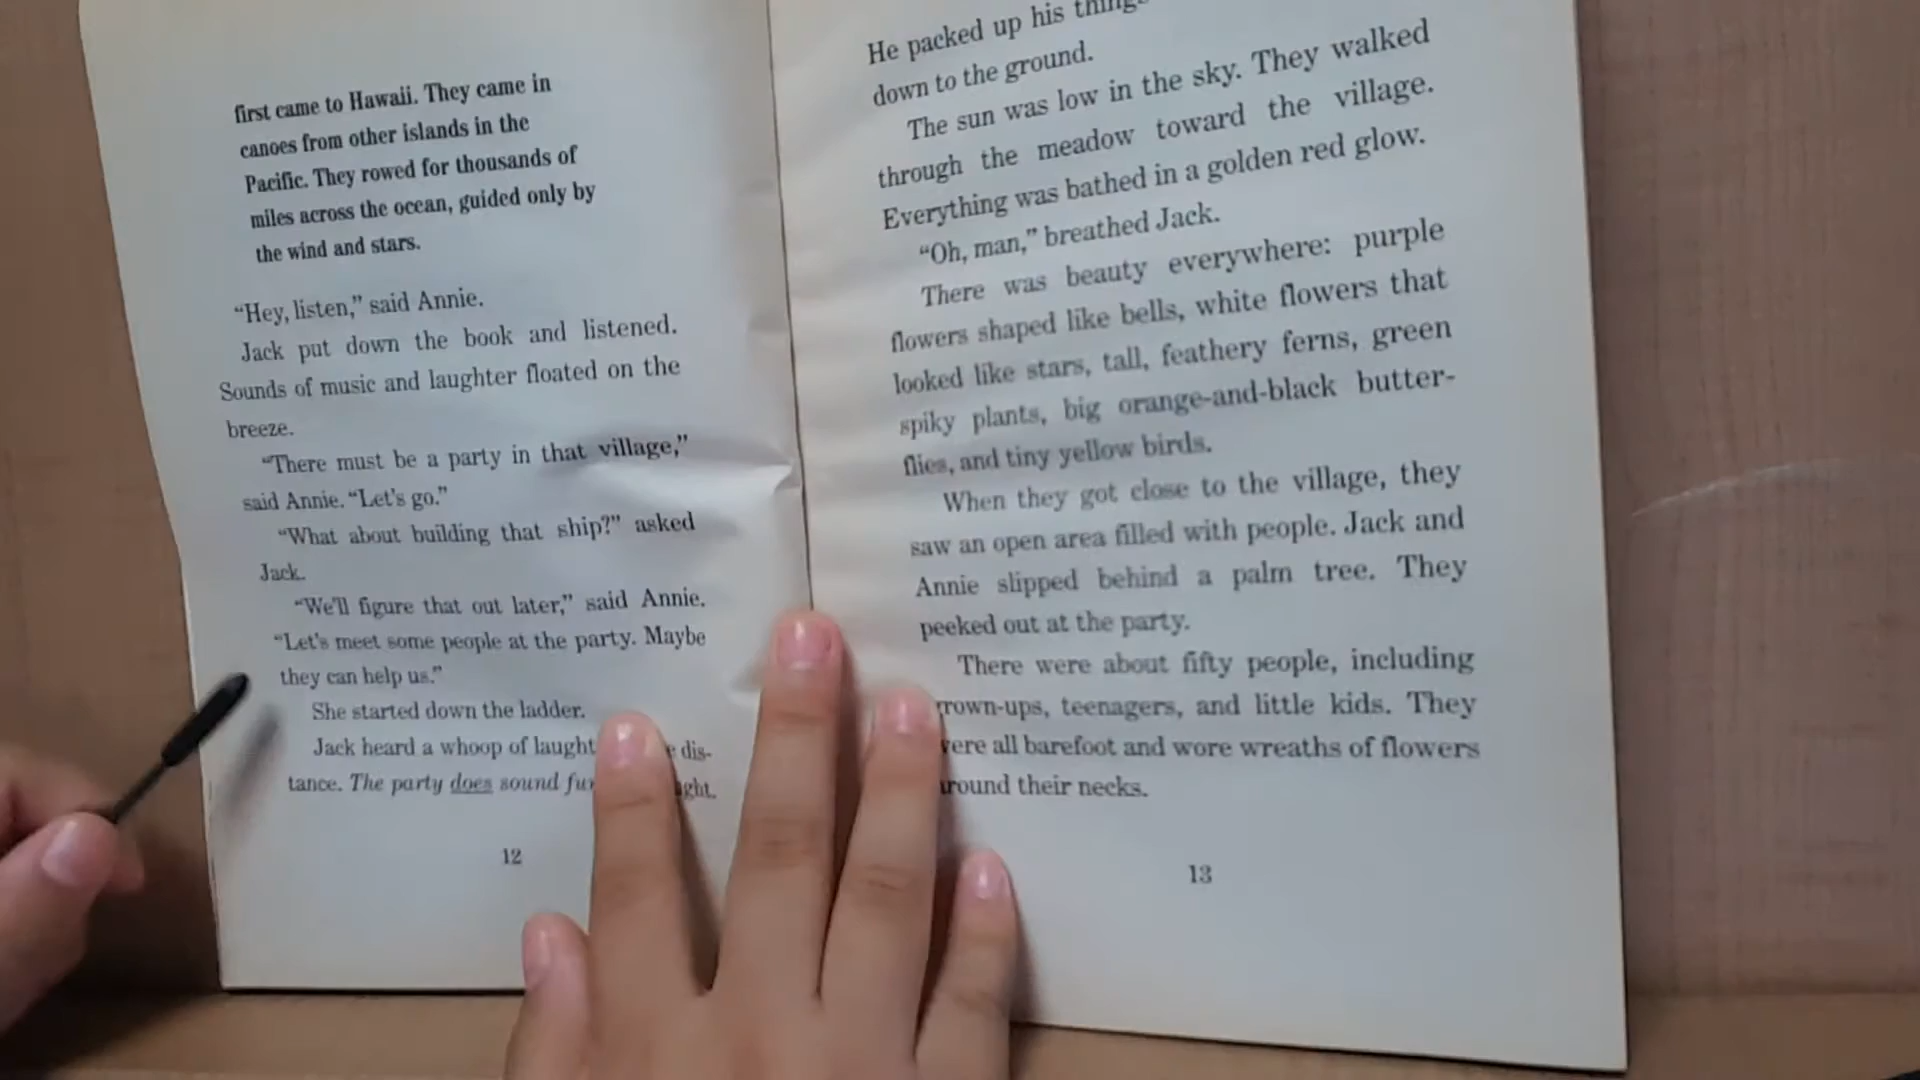 first came to Hawaii. They came in
canoes from other islands in the
Pacific. They rowed for thousands of
miles across the ocean, guided only by
the wind and stars.
“Hey, listen,” said Annie.
Jack put down the book and listened.
Sounds of music and laughter floated on the
breeze.
“There must be a party in that village,”
said Annie. “Let’s go.”
“What about building that ship?” asked
Jack.
“We’ll figure that out later,” said Annie.
“Let’s meet some people at the party. Maybe
they can help us.”
She started down the ladder.
Jack heard a whoop of dis-
tance. The party does sound
12
He packed up his
down to the ground.
The sun was low in the sky. They walked
through the meadow toward the village.
Everything was bathed in a golden red glow.
“Oh, man,” breathed Jack.
There was beauty everywhere: purple
flowers shaped like bells, white flowers that
looked like stars, tall, feathery ferns, green
spiky plants, big orange-and-black butter-
flies, and tiny yellow birds.
When they got close to the village, they
saw an open area filled with people. Jack and
Annie slipped behind a palm tree. They
peeked out at the party.
There were about fifty people, including
grown-ups, teenagers, and little kids. They
were all barefoot and wore wreaths of flowers
around their necks.
13